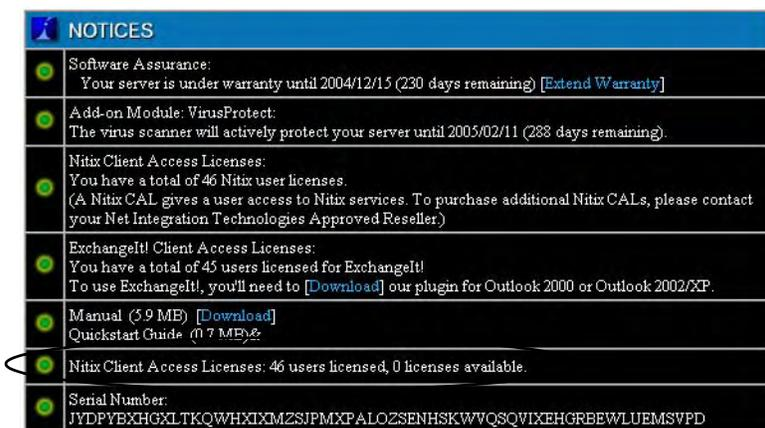 NOTICES
Software Assurance:
Your server is under warranty until 2004/12/15 (230 days remaining) [Extend Warranty]
Add-on Module: VirusProtect:
The virus scanner will actively protect your server until 2005/02/11 (288 days remaining).
Nitix Client Access Licenses:
You have a total of 46 Nitix user licenses.
(A Nitix CAL gives a user access to Nitix services. To purchase additional Nitix CALs, please contact
your Net Integration Technologies Approved Reseller.)
ExchangeIt! Client Access Licenses:
You have a total of 45 users licensed for ExchangeIt!
To use ExchangeIt!, you'll need to [Download] our plugin for Outlook 2000 or Outlook 2002/XP.
Manual (5.9 MB) [Download]
Quickstart Guide (0.7 MB)&
Nitix Client Access Licenses: 46 users licensed, 0 licenses available.
Serial Number:
JYDPYBXHGXLTKQWHXIXMZSJPMXPALOZSENHSKWVQSQVIXEHGRBEWLUEMSVPD